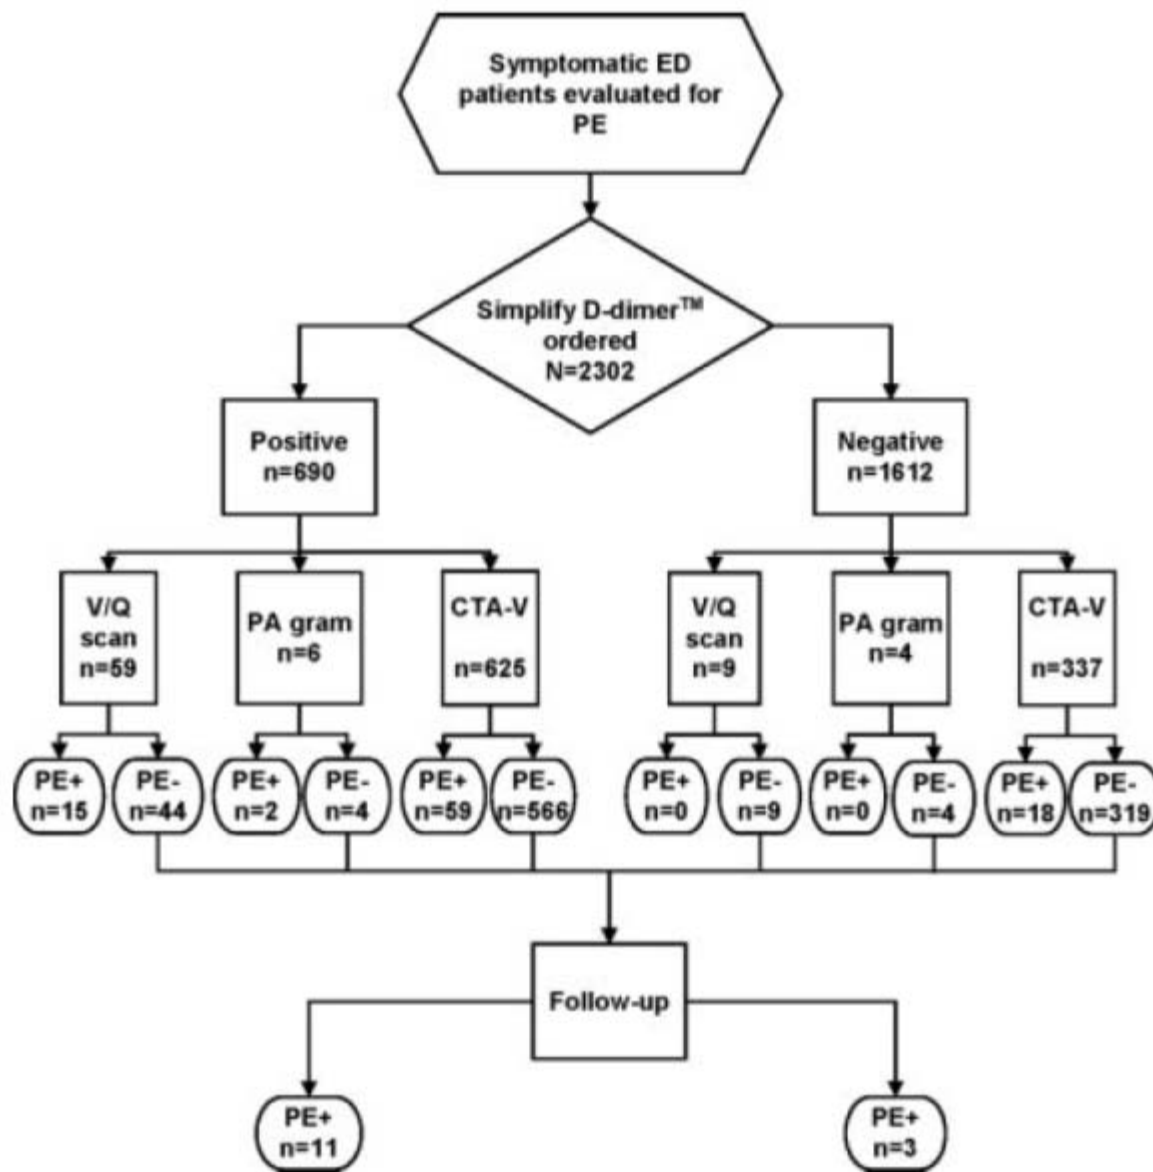 Symptomatic ED
patients evaluated for
PE
Simplify D-dimer™
ordered
N=2302
Positive
n=690
Negative
n=1612
V/Q
scan
n=59
PA gram
n=6
CTA-V
n=625
V/Q
scan
n=9
PA gram
n=4
CTA-V
n=337
PE+
n=15
PE-
n=44
PE+
n=2
PE-
n=4
PE+
n=59
PE-
n=566
PE+
n=0
PE-
n=9
PE+
n=0
PE-
n=4
PE+
n=18
PE-
n=319
Follow-up
PE+
n=11
PE+
n=3